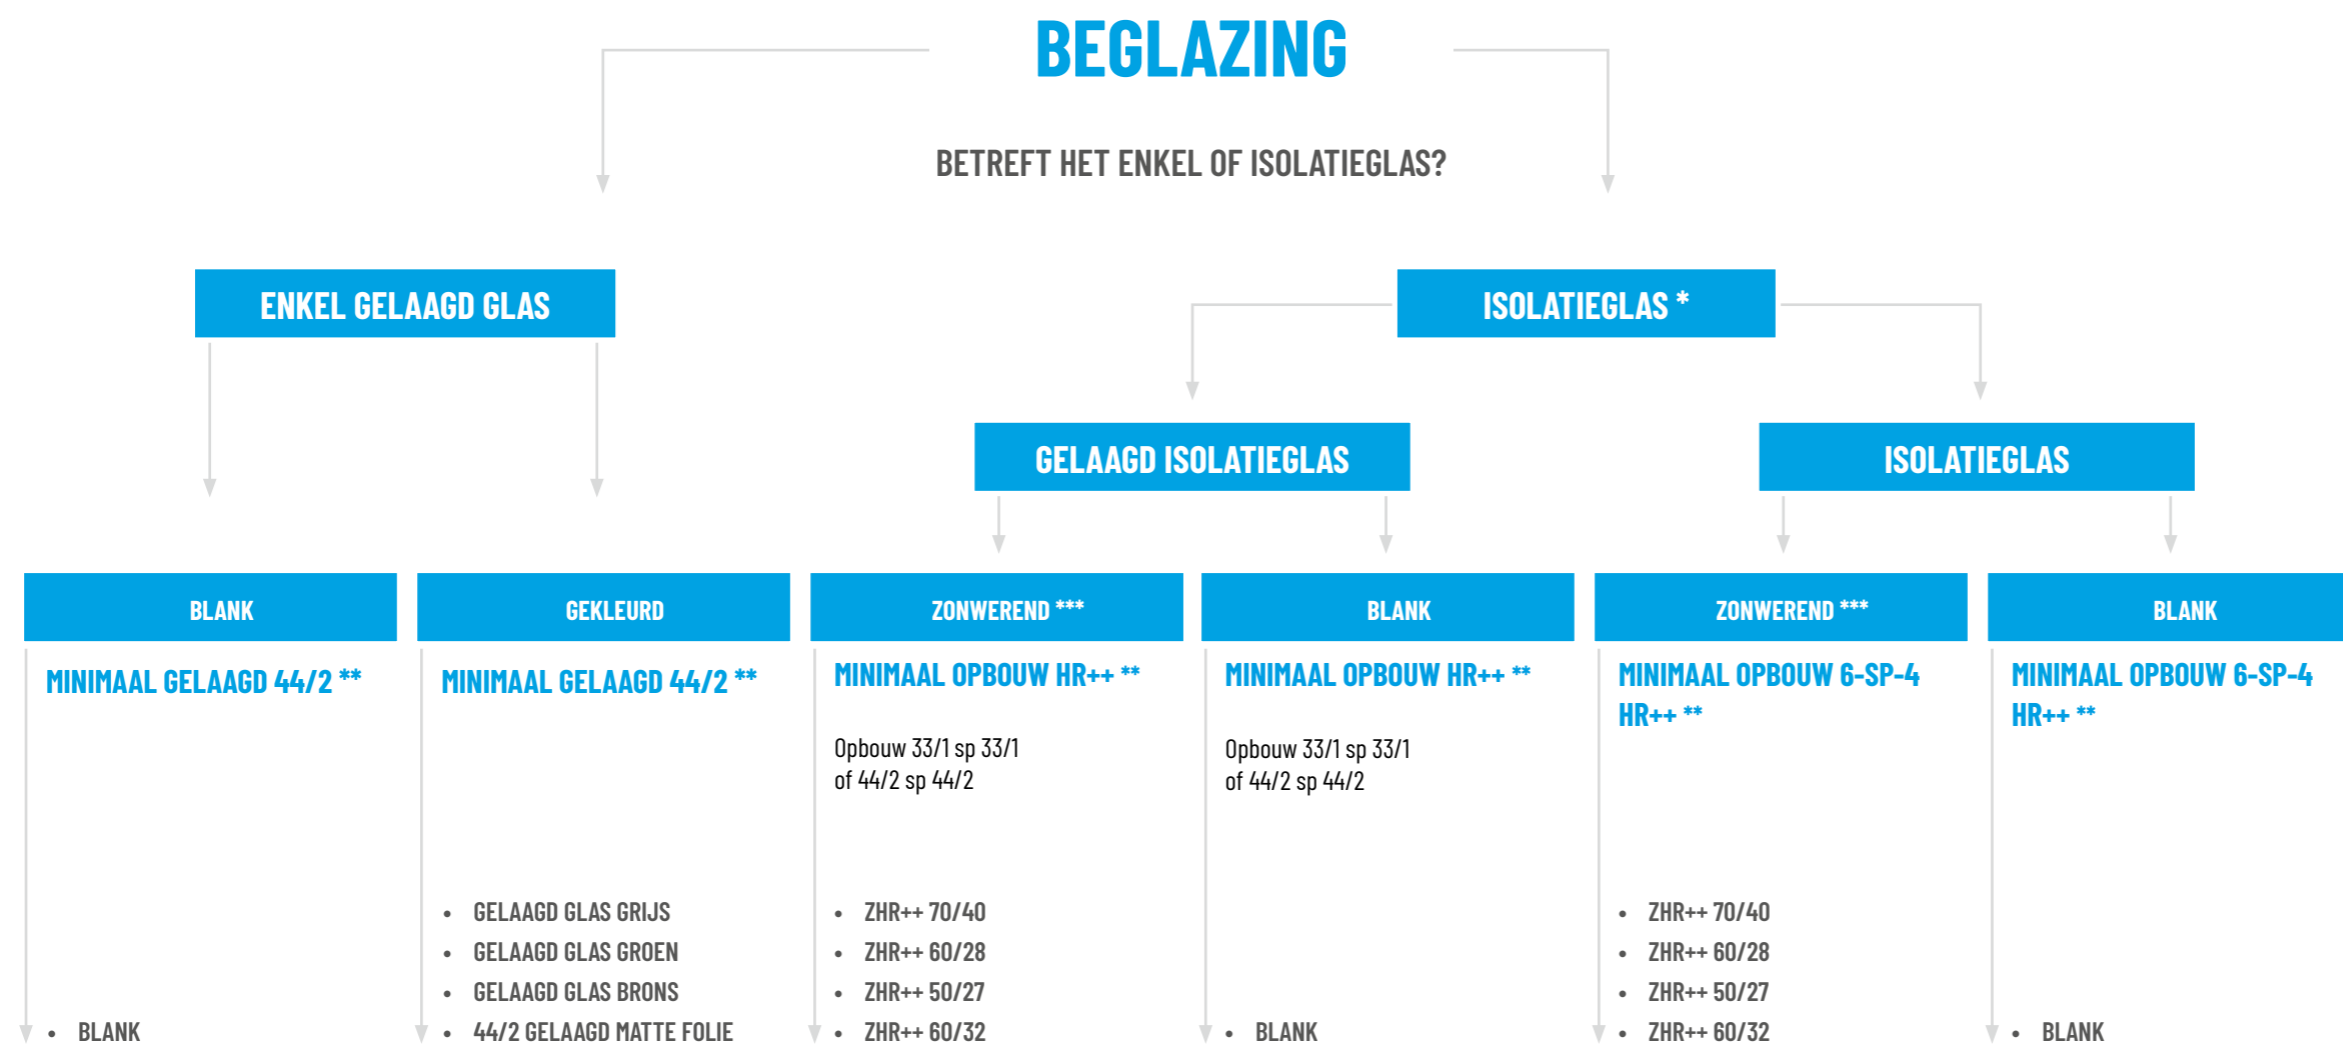 BEGLAZING
BETREFT HET ENKEL OF ISOLATIEGLAS?
ENKEL GELAAGD GLAS
ISOLATIEGLAS *
GELAAGD ISOLATIEGLAS
ISOLATIEGLAS
BLANK
MINIMAAL GELAAGD 44/2 **
• BLANK
GEKLEURD
MINIMAAL GELAAGD 44/2 **
• GELAAGD GLAS GRIJS
• GELAAGD GLAS GROEN
• GELAAGD GLAS BRONS
• 44/2 GELAAGD MATTE FOLIE
ZONWEREND ***
MINIMAAL OPBOUW HR++ **
Opbouw 33/1 sp 33/1
of 44/2 sp 44/2
• ZHR++ 70/40
• ZHR++ 60/28
• ZHR++ 50/27
• ZHR++ 60/32
BLANK
MINIMAAL OPBOUW HR++ **
Opbouw 33/1 sp 33/1
of 44/2 sp 44/2
• BLANK
ZONWEREND ***
MINIMAAL OPBOUW 6-SP-4
HR++ **
• ZHR++ 70/40
• ZHR++ 60/28
• ZHR++ 50/27
• ZHR++ 60/32
BLANK
MINIMAAL OPBOUW 6-SP-4
HR++ **
• BLANK